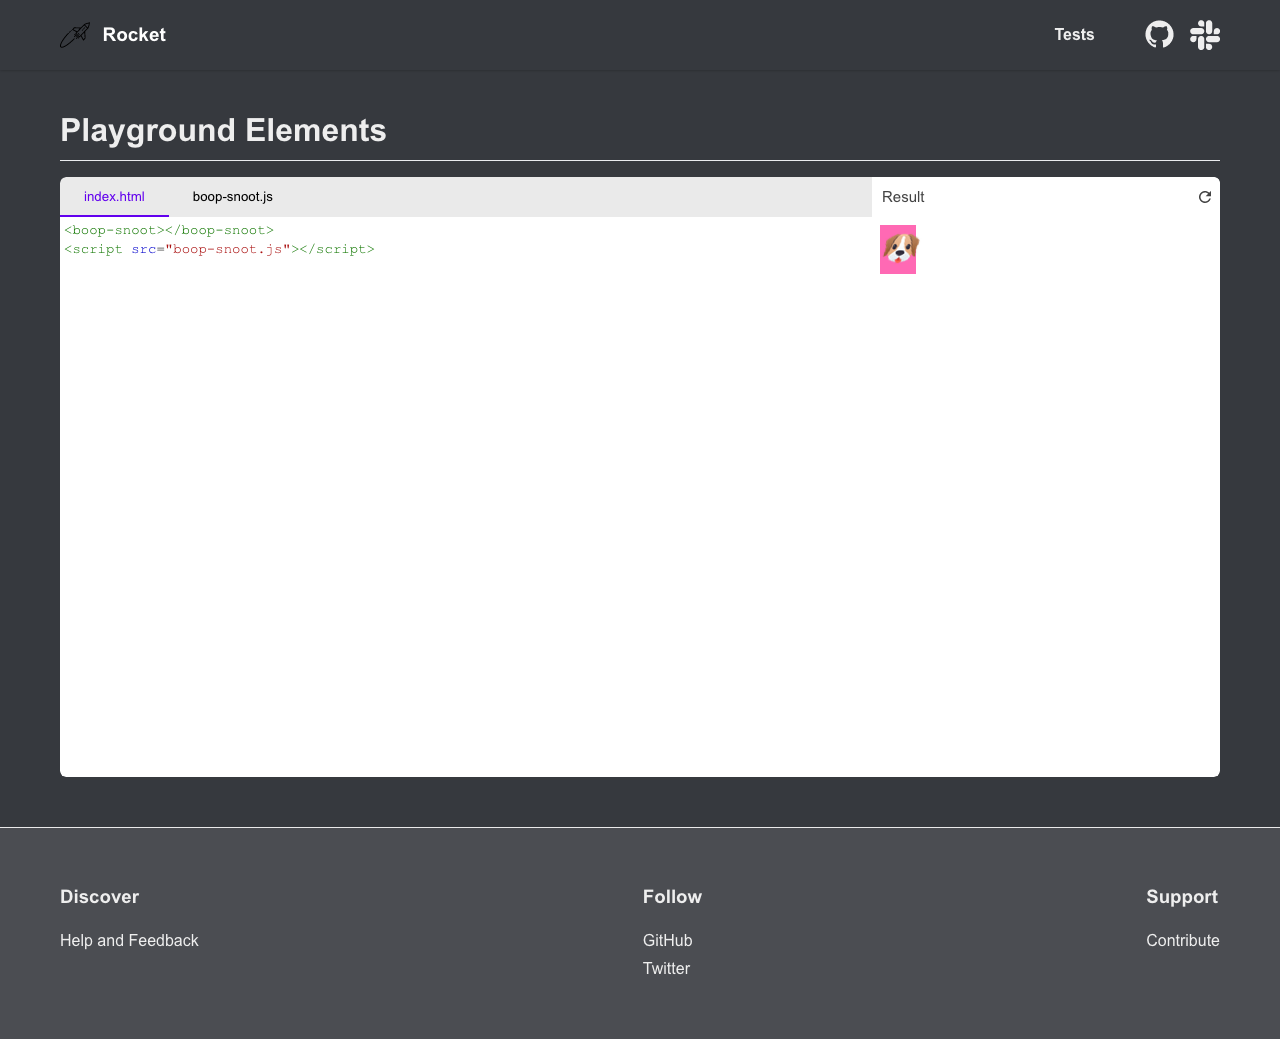 Rocket
Tests
Playground Elements
index.html
boop-snoot.js
Result
<boop-snoot></boop-snoot>
<script src="boop-snoot.js"></script>
Discover
Help and Feedback
Follow
GitHub
Twitter
Support
Contribute